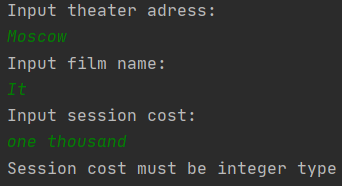 Input theater adress:
Moscow
Input film name:
It
Input session cost:
one thousand
Session cost must be integer type